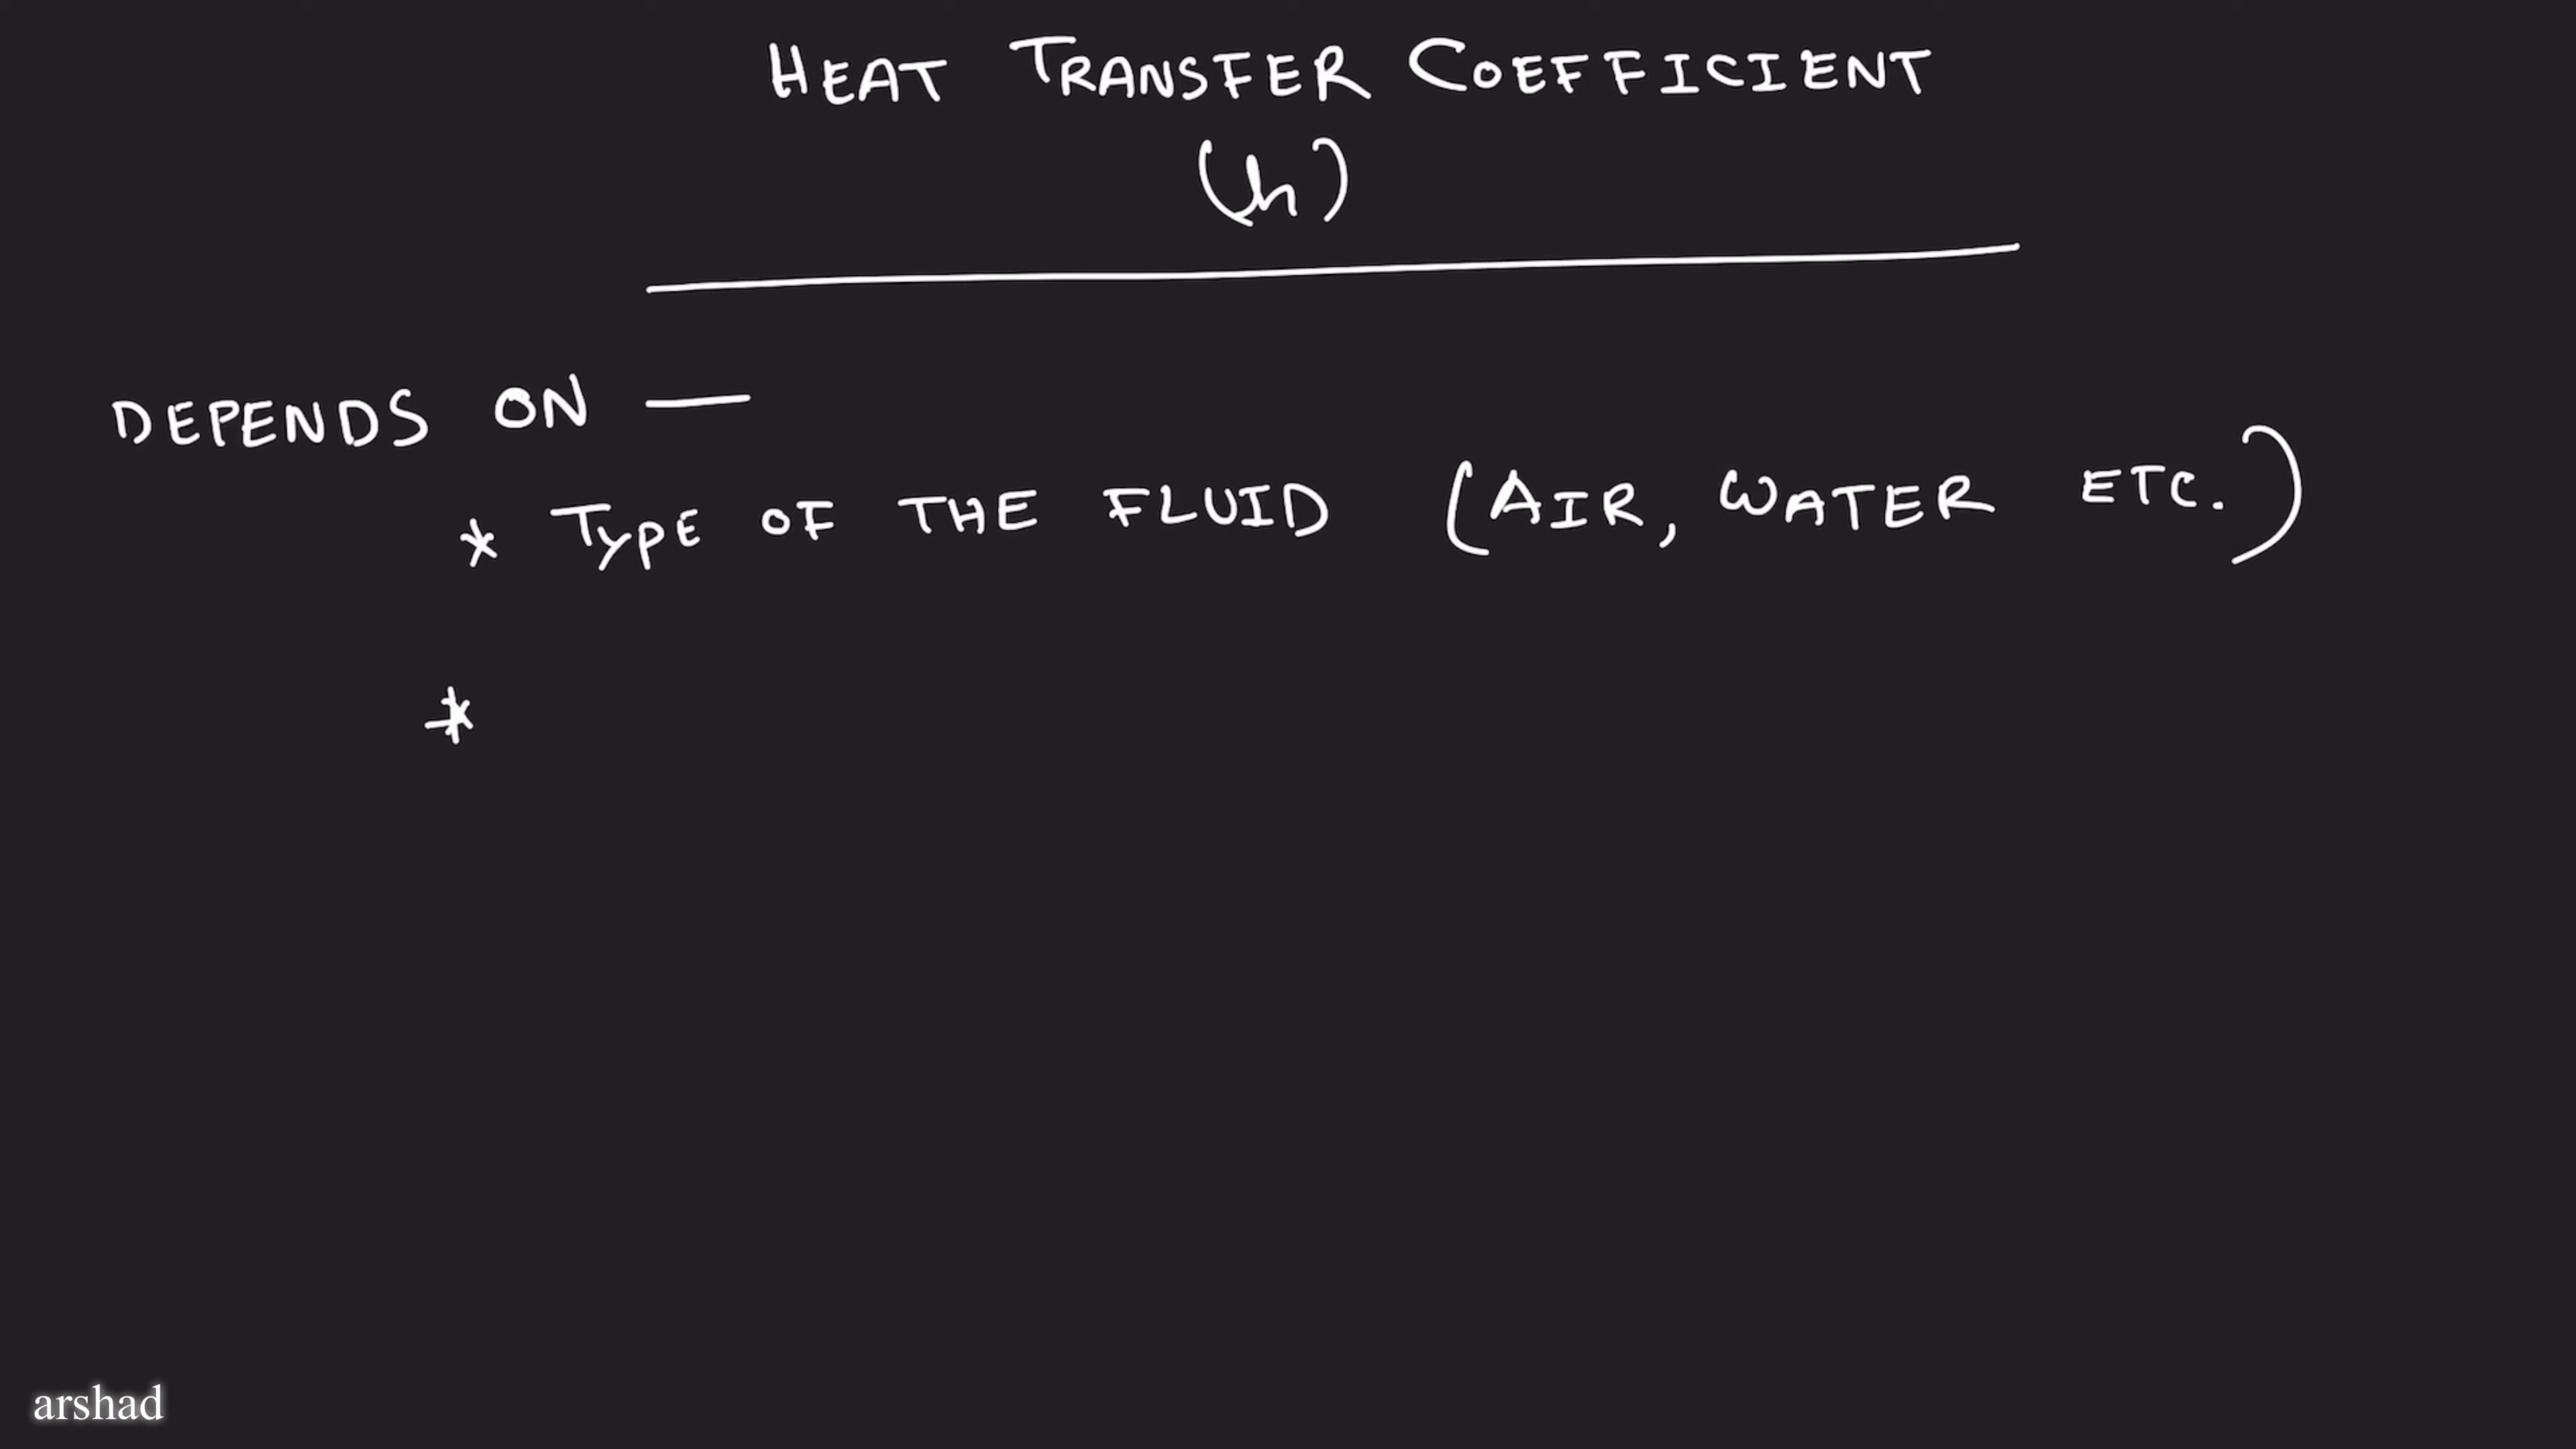 HEAT TRANSFER COEFFICIENT
(h)
DEPENDS ON —
* TYPE OF THE FLUID (AIR, WATER ETC.)
*
arshad